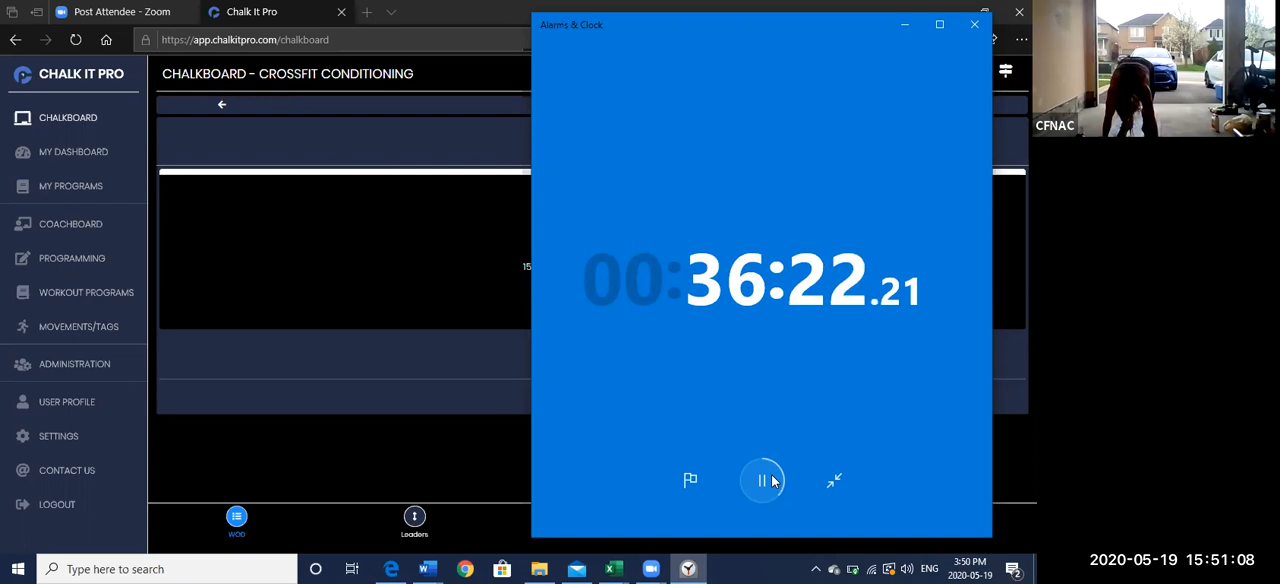 Post Attendee - Zoom
Chalk It Pro
https://app.chalkitpro.com/chalkboard
CHALK IT PRO
CHALKBOARD
MY DASHBOARD
MY PROGRAMS
COACHBOARD
PROGRAMMING
WORKOUT PROGRAMS
MOVEMENTS/TAGS
ADMINISTRATION
USER PROFILE
SETTINGS
CONTACT US
LOGOUT
CHALKBOARD - CROSSFIT CONDITIONING
15
WOD
Leaders
Alarms & Clock
00:36:22.21
CFNAC
Type here to search
ENG
3:50 PM
2020-05-19
2
2020-05-19 15:51:08